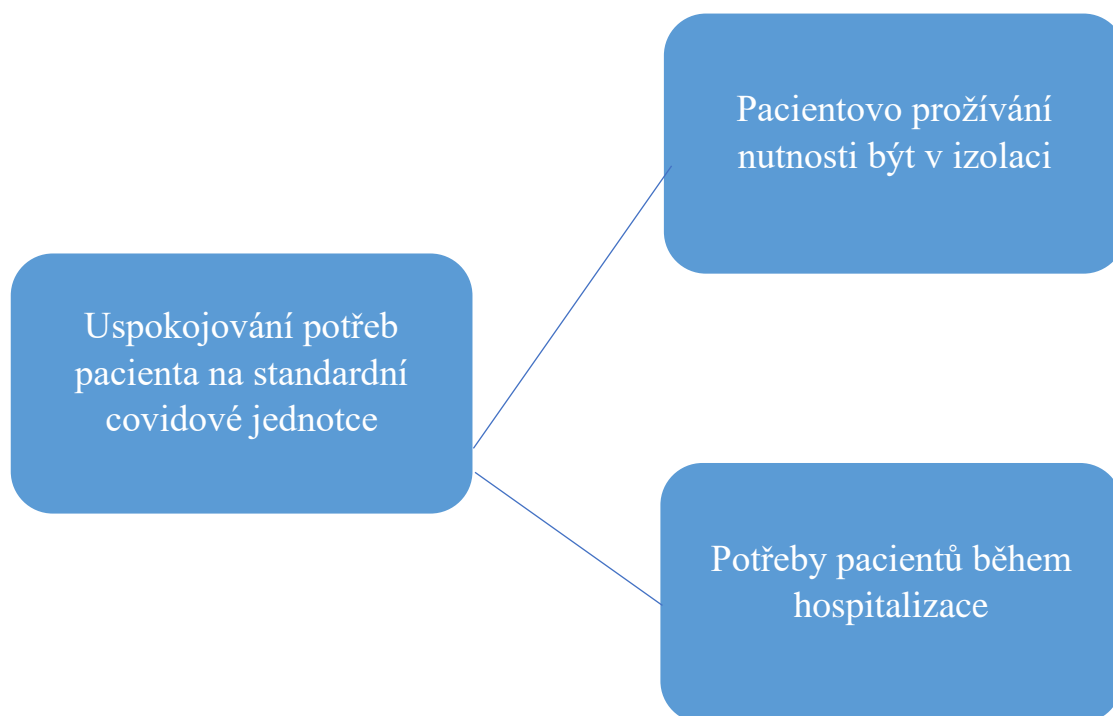 Pacientovo prožívání
nutnosti být v izolaci
Uspokojování potřeb
pacienta na standardní
covidové jednotce
Potřeby pacientů během
hospitalizace